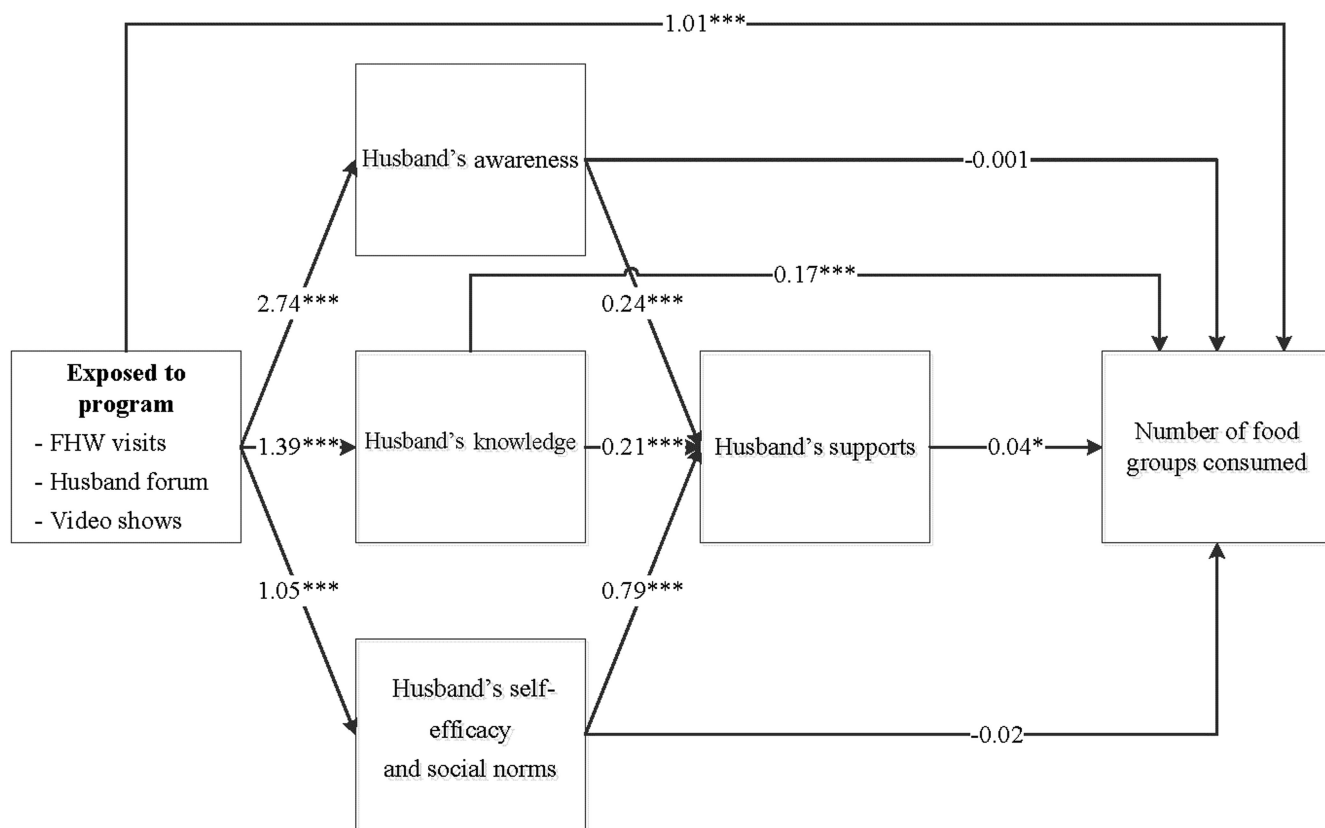 1.01***
Husband's awareness
-0.001
0.17***
2.74***
0.24***
Exposed to
program
- FHW visits
- Husband forum
- Video shows
1.39***
Husband's knowledge
0.21***
Husband's supports
0.04*
Number of food
groups consumed
1.05***
0.79***
Husband's self-
efficacy
and social norms
-0.02